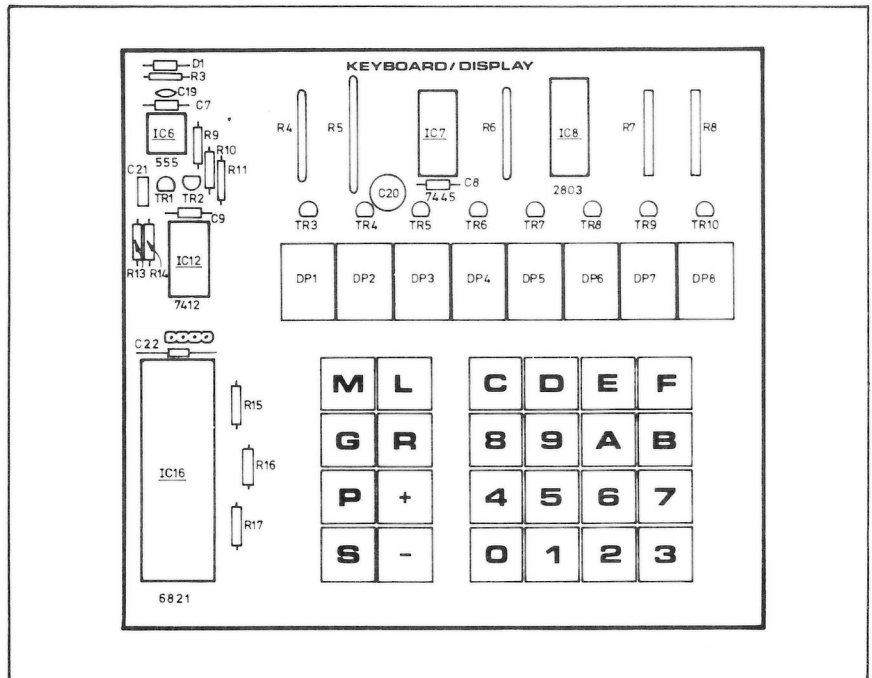 KEYBOARD/DISPLAY
D1
R3
C19
C7
IC6
555
R9
R10
R11
C21
TR1 TR2
C9
R13 R14
IC12
7412
R4 R5 IC7 R6 IC8 R7 R8
7445 C8 2803
C20
TR3 TR4 TR5 TR6 TR7 TR8 TR9 TR10
DP1 DP2 DP3 DP4 DP5 DP6 DP7 DP8
C22
IC16
6821
R15
R16
R17
M L C D E F
G R 8 9 A B
P + 4 5 6 7
S - 0 1 2 3